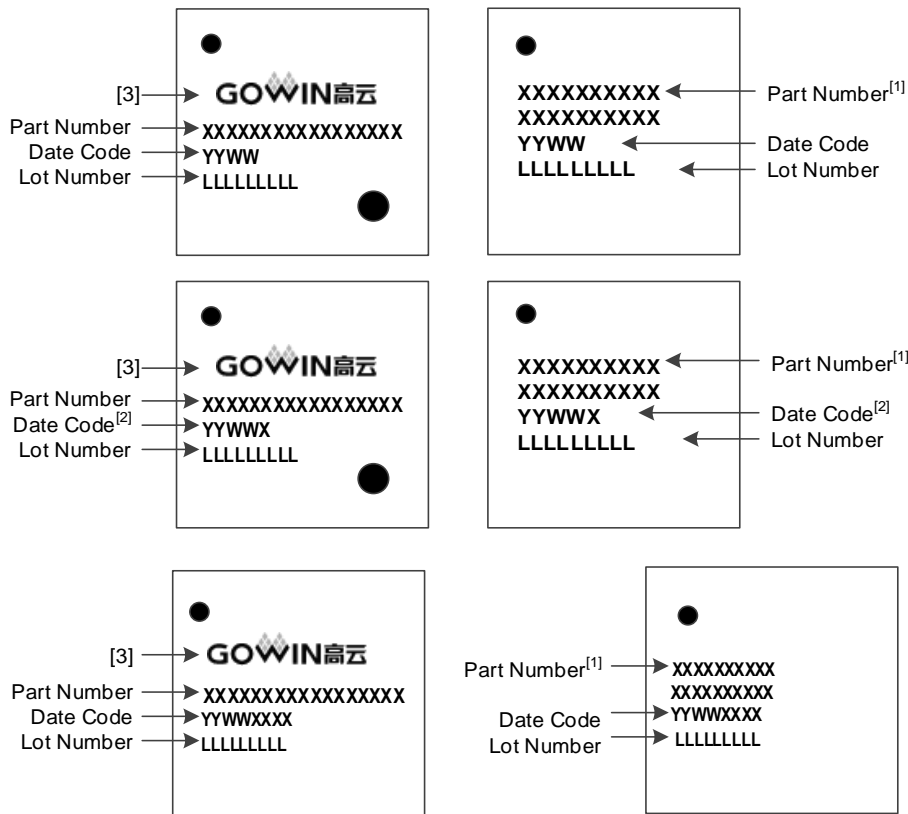 [3] GOWIN高云
Part Number XXXXXXXXXXXXXXXXX
Date Code YYWW
Lot Number LLLLLLLLL
XXXXXXXXXX Part Number[1]
XXXXXXXXXX
YYWW Date Code
LLLLLLLLL Lot Number
[3] GOWIN高云
Part Number XXXXXXXXXXXXXXXXX
Date Code[2] YYWWX
Lot Number LLLLLLLLL
XXXXXXXXXX Part Number[1]
XXXXXXXXXX
YYWWX Date Code[2]
LLLLLLLLL Lot Number
[3] GOWIN高云
Part Number XXXXXXXXXXXXXXXXX
Date Code YYWWXXXX
Lot Number LLLLLLLLL
Part Number[1] XXXXXXXXXX
XXXXXXXXXX
Date Code YYWWXXXX
Lot Number LLLLLLLLL